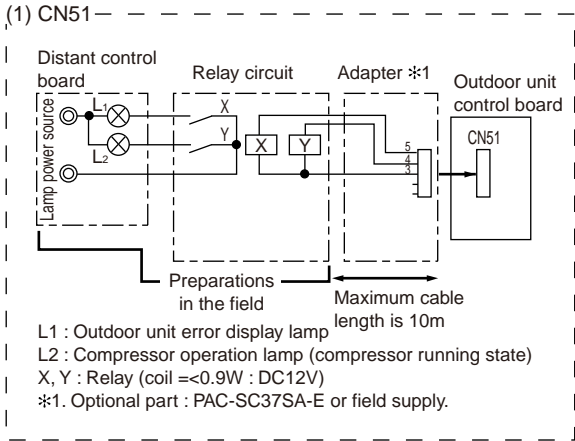 (1) CN51
Distant control
board
Relay circuit
Adapter ✻1
Outdoor unit
control board
Lamp power source
L1
L2
X
Y
X
Y
5
4
3
CN51
Preparations
in the field
Maximum cable
length is 10m
L1 : Outdoor unit error display lamp
L2 : Compressor operation lamp (compressor running state)
X, Y : Relay (coil =<0.9W : DC12V)
✻1. Optional part : PAC-SC37SA-E or field supply.